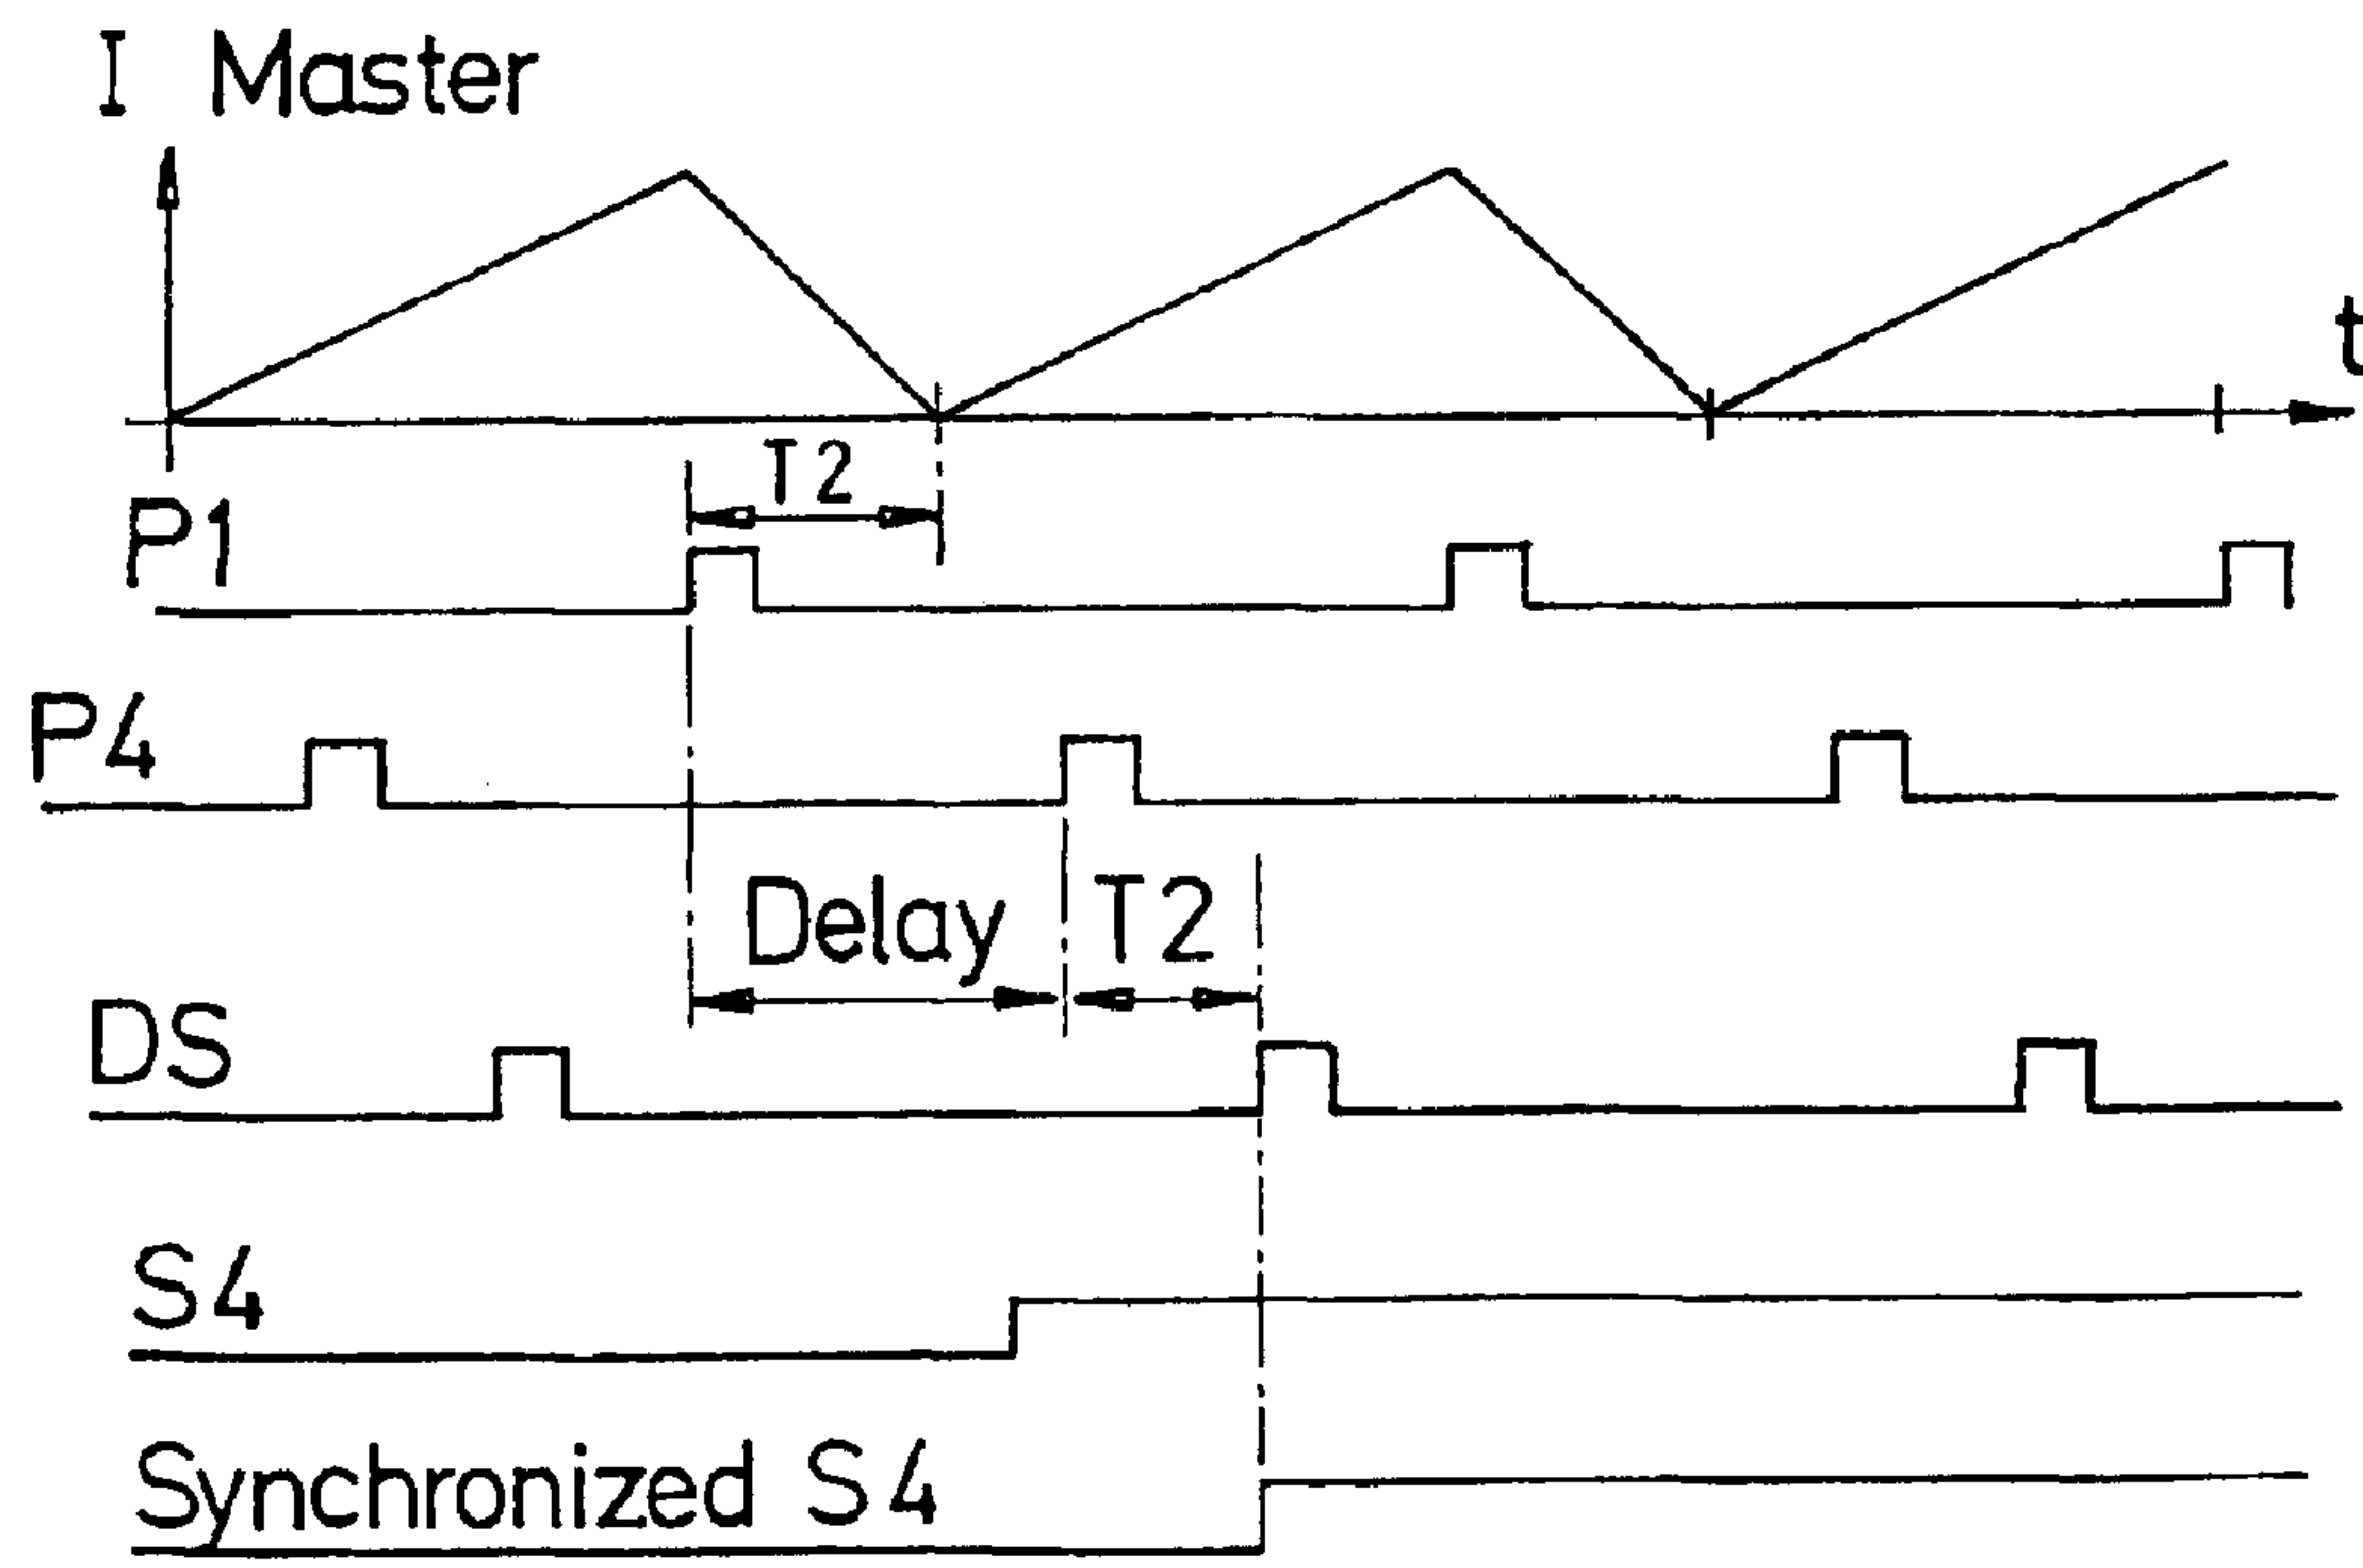 I Master
t
T2
P1
P4
Delay
T2
DS
S4
Synchronized S4